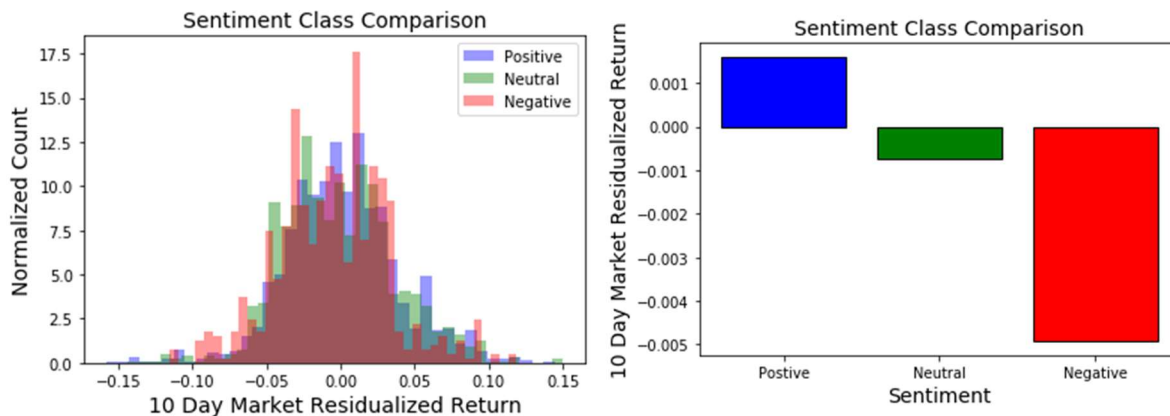 Sentiment Class Comparison
Normalized Count
17.5
15.0
12.5
10.0
7.5
5.0
2.5
0.0
Positive
Neutral
Negative
−0.15
−0.10
−0.05
0.00
0.05
0.10
0.15
10 Day Market Residualized Return
Sentiment Class Comparison
10 Day Market Residualized Return
0.001
0.000
−0.001
−0.002
−0.003
−0.004
−0.005
Postive
Neutral
Negative
Sentiment